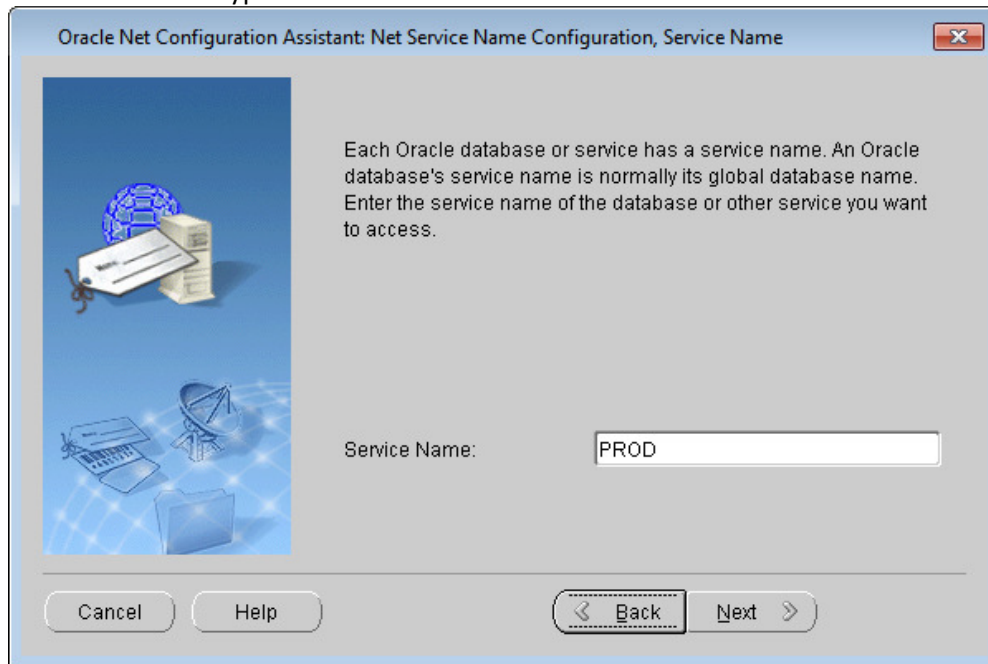 Oracle Net Configuration Assistant: Net Service Name Configuration, Service Name
Each Oracle database or service has a service name. An Oracle
database's service name is normally its global database name.
Enter the service name of the database or other service you want
to access.
Service Name:
PROD
Cancel
Help
Back
Next